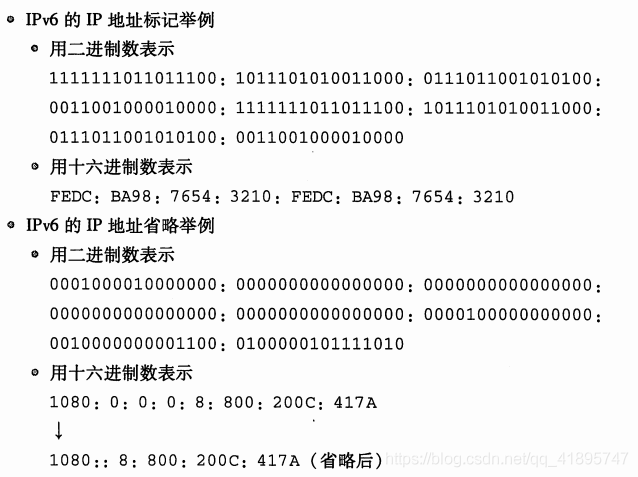 • IPv6 的 IP 地址标记举例
• 用二进制数表示
1111111011011100：1011101010011000：0111011001010100：
0011001000010000：1111111011011100：1011101010011000：
0111011001010100：0011001000010000
• 用十六进制数表示
FEDC：BA98：7654：3210：FEDC：BA98：7654：3210
• IPv6 的 IP 地址省略举例
• 用二进制数表示
0001000010000000：0000000000000000：0000000000000000：
0000000000000000：0000000000000000：0000100000000000：
0010000000001100：0100000101111010
• 用十六进制数表示
1080：0：0：0：8：800：200C：417A
↓
1080：：8：800：200C：417A（省略后）
https://blog.csdn.net/qq_41895747